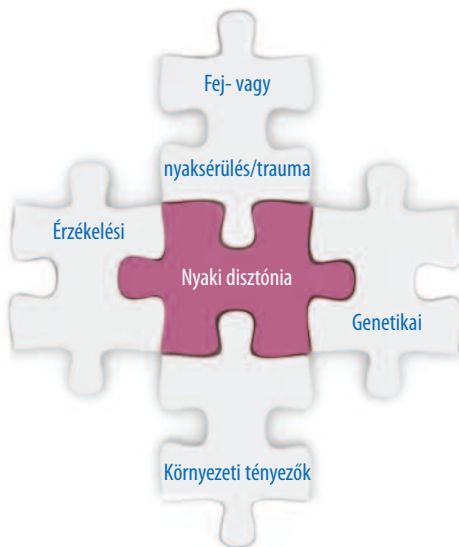 Fej- vagy
nyaksérülés/trauma
Érzékelési
Nyaki disztónia
Genetikai
Környezeti tényezők